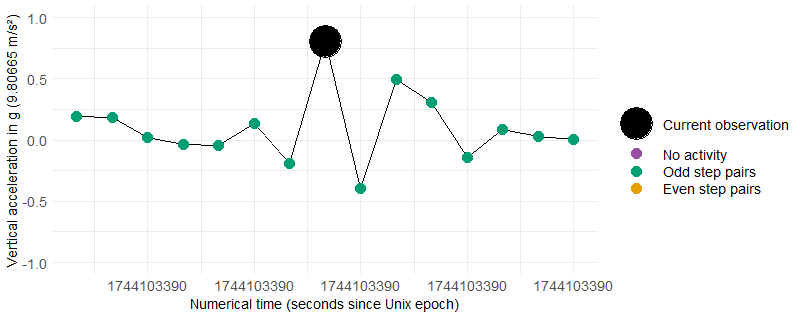 Vertical acceleration in g (9.80665 m/s²)
1.0
0.5
0.0
-0.5
-1.0
1744103390 1744103390 1744103390 1744103390 1744103390
Numerical time (seconds since Unix epoch)
Current observation
No activity
Odd step pairs
Even step pairs